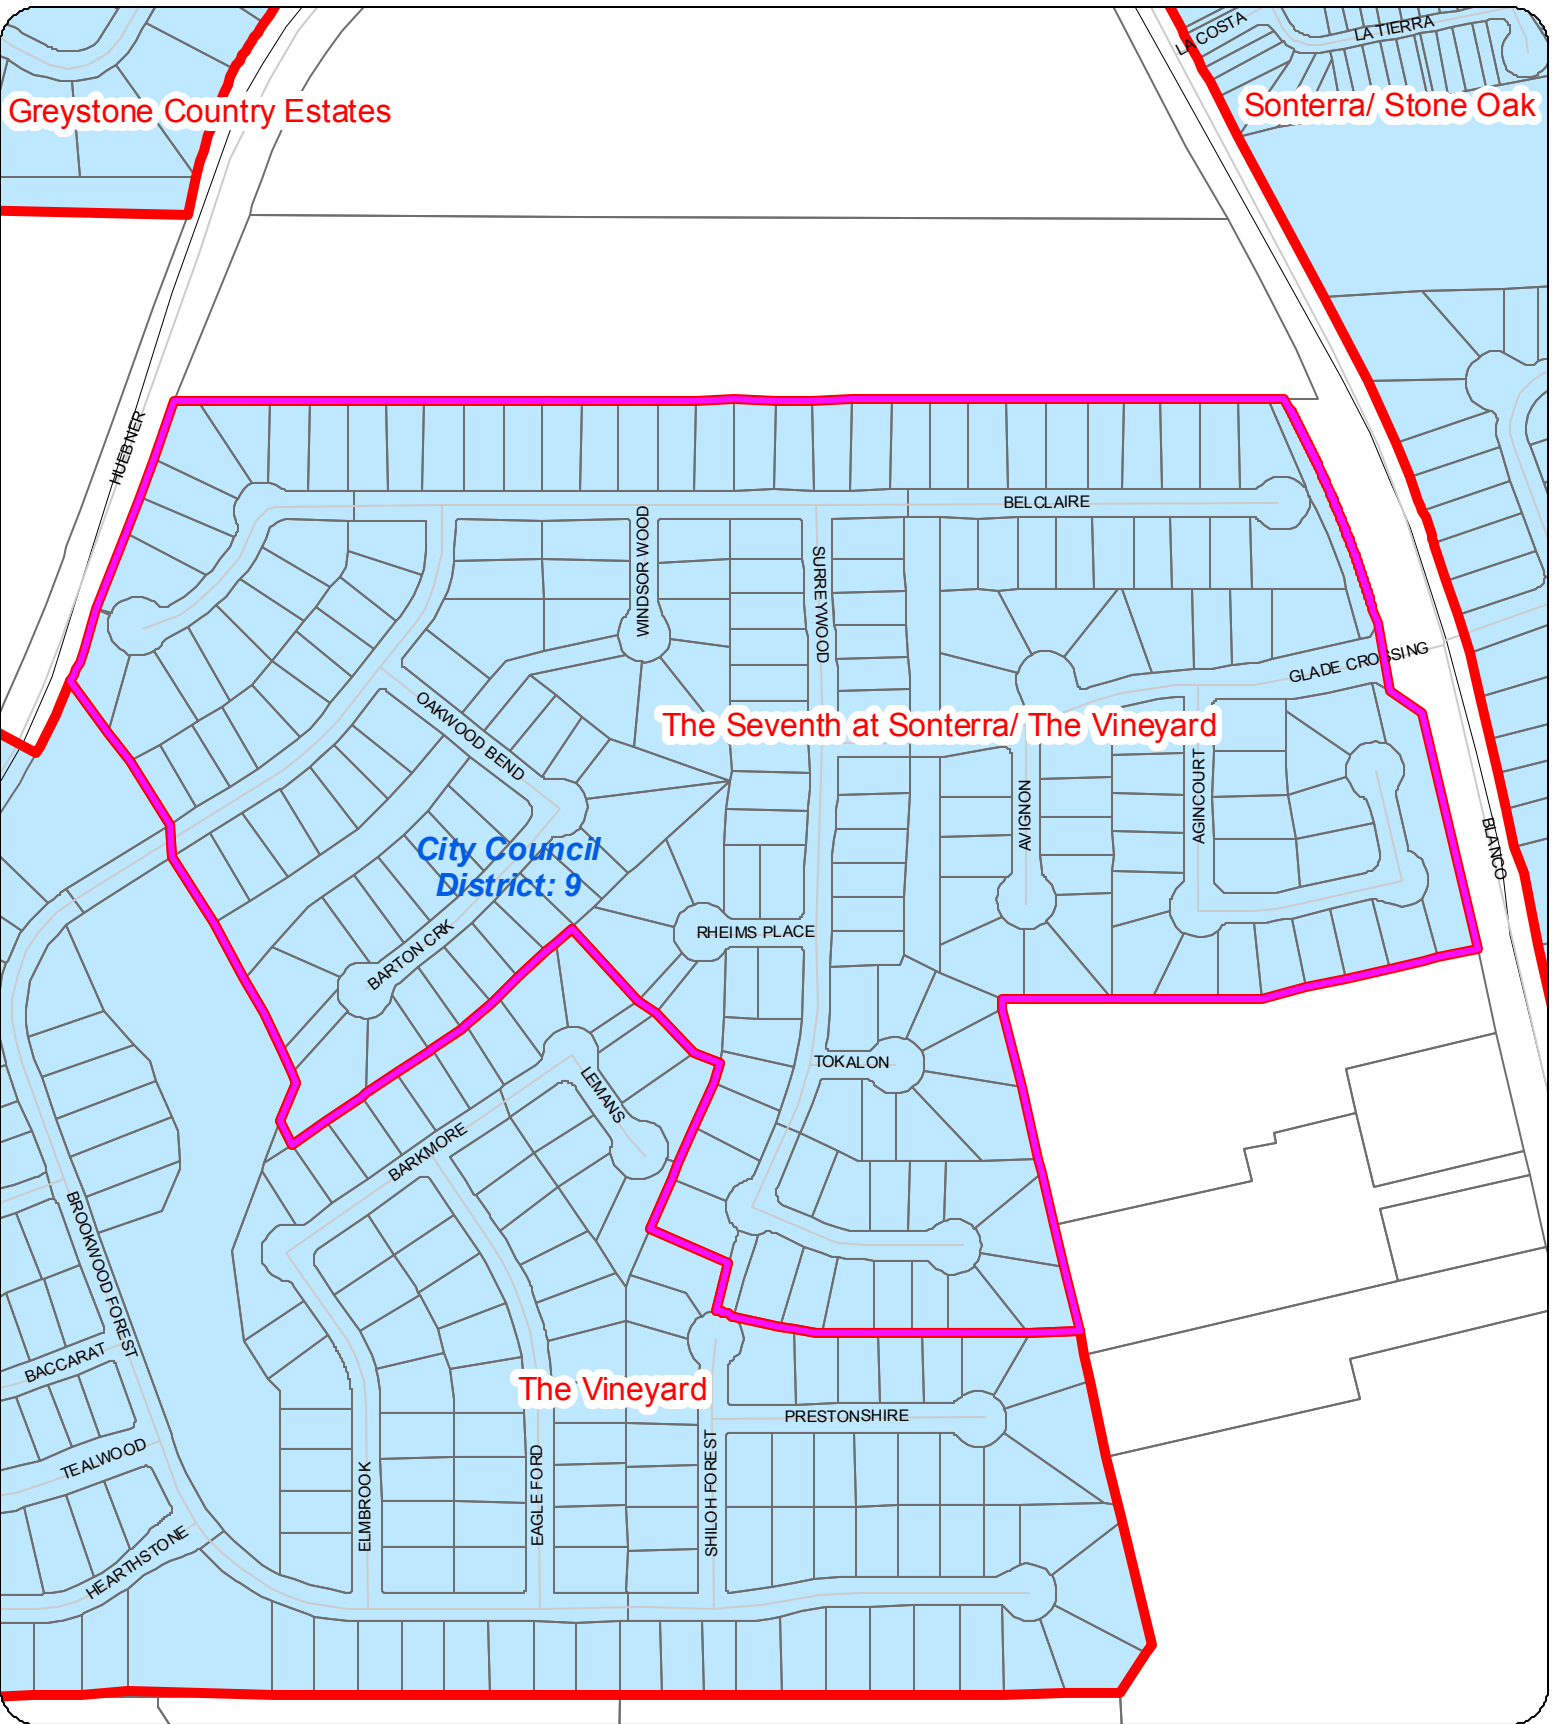 LA COSTA
LA TIERRA
Greystone Country Estates
Sonterra/ Stone Oak
HUEBNER
BELCLAIRE
WINDSOR WOOD
SURREYWOOD
GLADE CROSSING
OAKWOOD BEND
The Seventh at Sonterra/ The Vineyard
AVIGNON
AGINCOURT
BLANCO
City Council
District: 9
RHEIMS PLACE
BARTON CRK
TOKALON
LEMANS
BARKMORE
BROOKWOOD FOREST
BACCARAT
The Vineyard
PRESTONSHIRE
TEALWOOD
ELMBROOK
EAGLE FORD
SHILOH FOREST
HEARTHSTONE